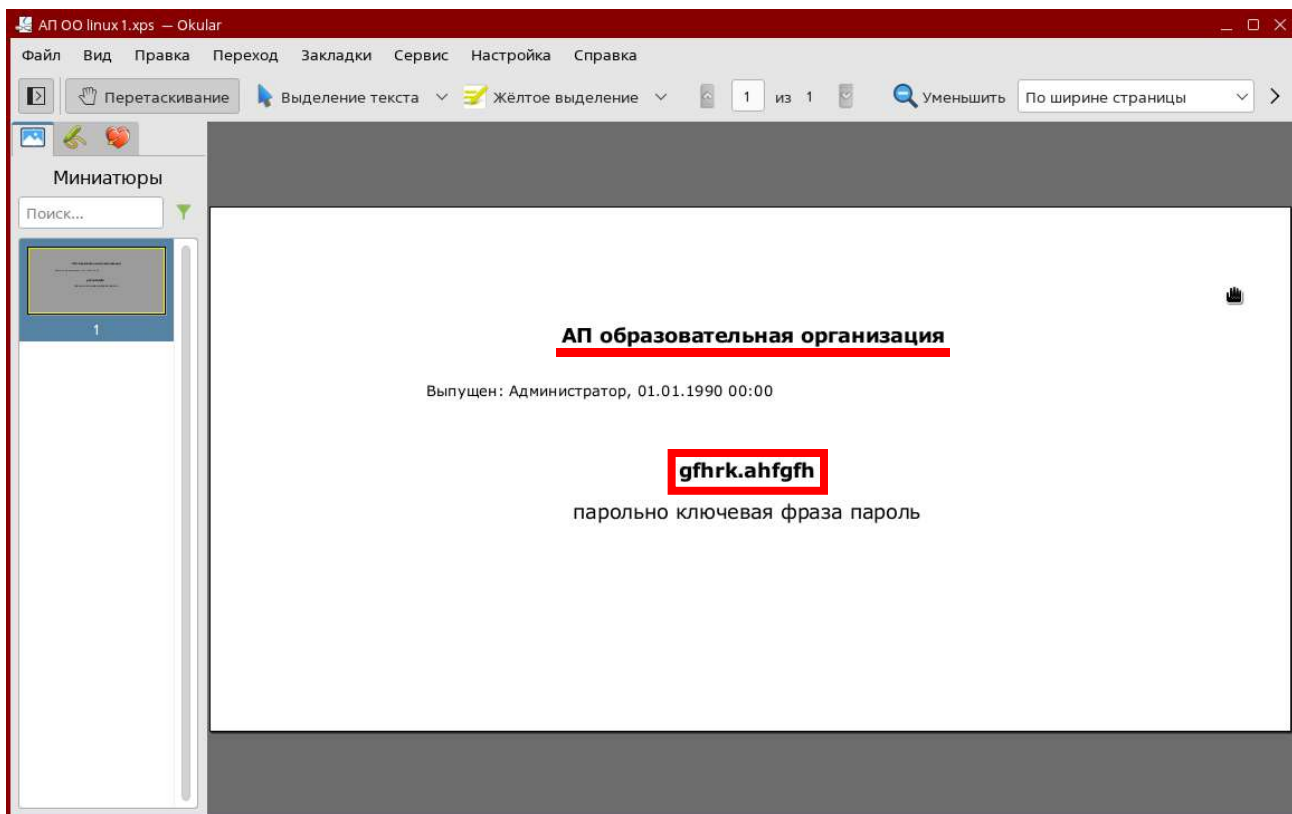 АП ОО linux 1.xps — Okular
Файл Вид Правка Переход Закладки Сервис Настройка Справка
Перетаскивание Выделение текста Жёлтое выделение 1 из 1 Уменьшить По ширине страницы
Миниатюры
Поиск...
1
АП образовательная организация
Выпущен: Администратор, 01.01.1990 00:00
gfhrk.ahfgfh
парольно ключевая фраза пароль